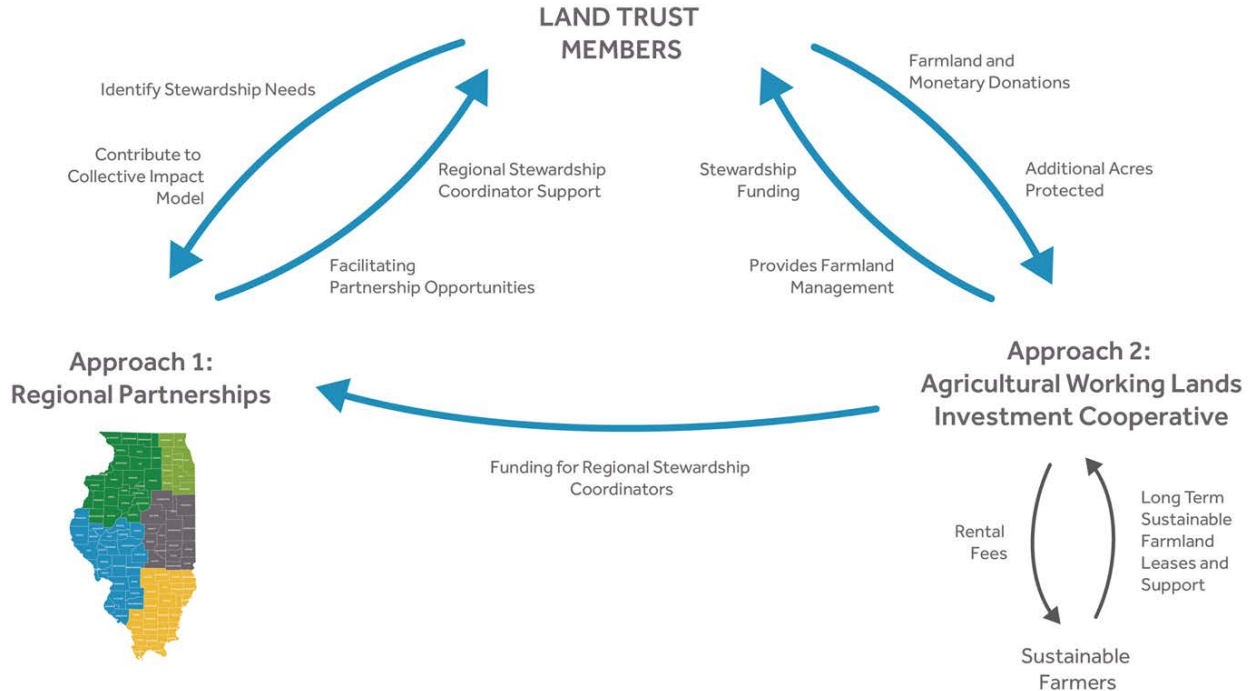 LAND TRUST
MEMBERS
Identify Stewardship Needs
Contribute to
Collective Impact
Model
Regional Stewardship
Coordinator Support
Facilitating
Partnership Opportunities
Farmland and
Monetary Donations
Stewardship
Funding
Additional Acres
Protected
Provides Farmland
Management
Approach 1:
Regional Partnerships
Approach 2:
Agricultural Working Lands
Investment Cooperative
Funding for Regional Stewardship
Coordinators
Rental
Fees
Long Term
Sustainable
Farmland
Leases and
Support
Sustainable
Farmers